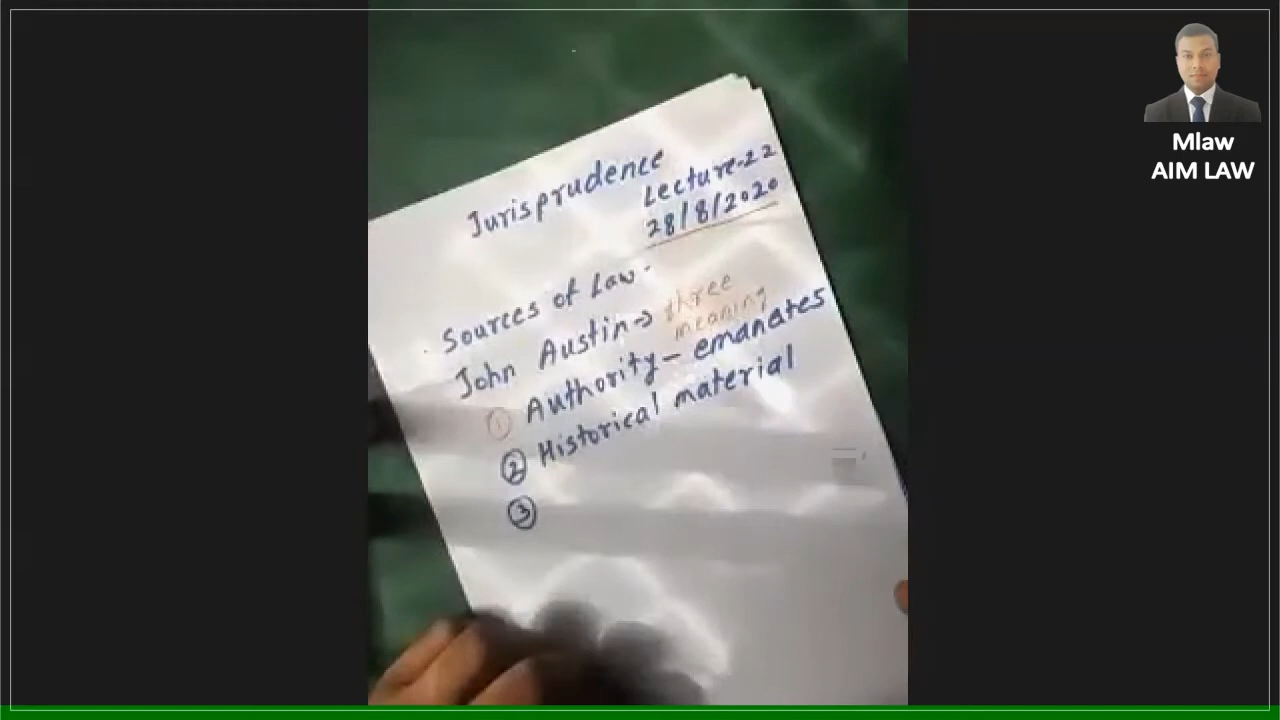 Jurisprudence
Lecture-22
28/8/2020
Sources of Law.
John Austin→ three
meaning
① Authority – emanates
② Historical material
③
Mlaw
AIM LAW